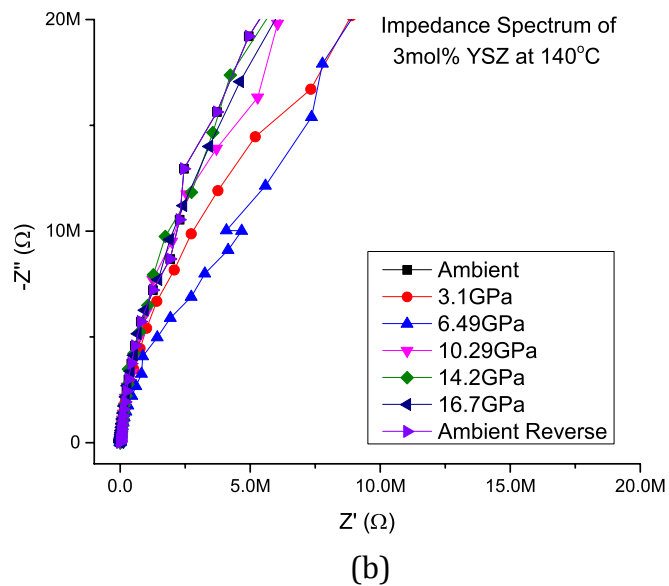 Impedance Spectrum of
3mol% YSZ at 140°C
20M
10M
0
-Z'' (Ω)
Ambient
3.1GPa
6.49GPa
10.29GPa
14.2GPa
16.7GPa
Ambient Reverse
0.0 5.0M 10.0M 15.0M 20.0M
Z' (Ω)
(b)